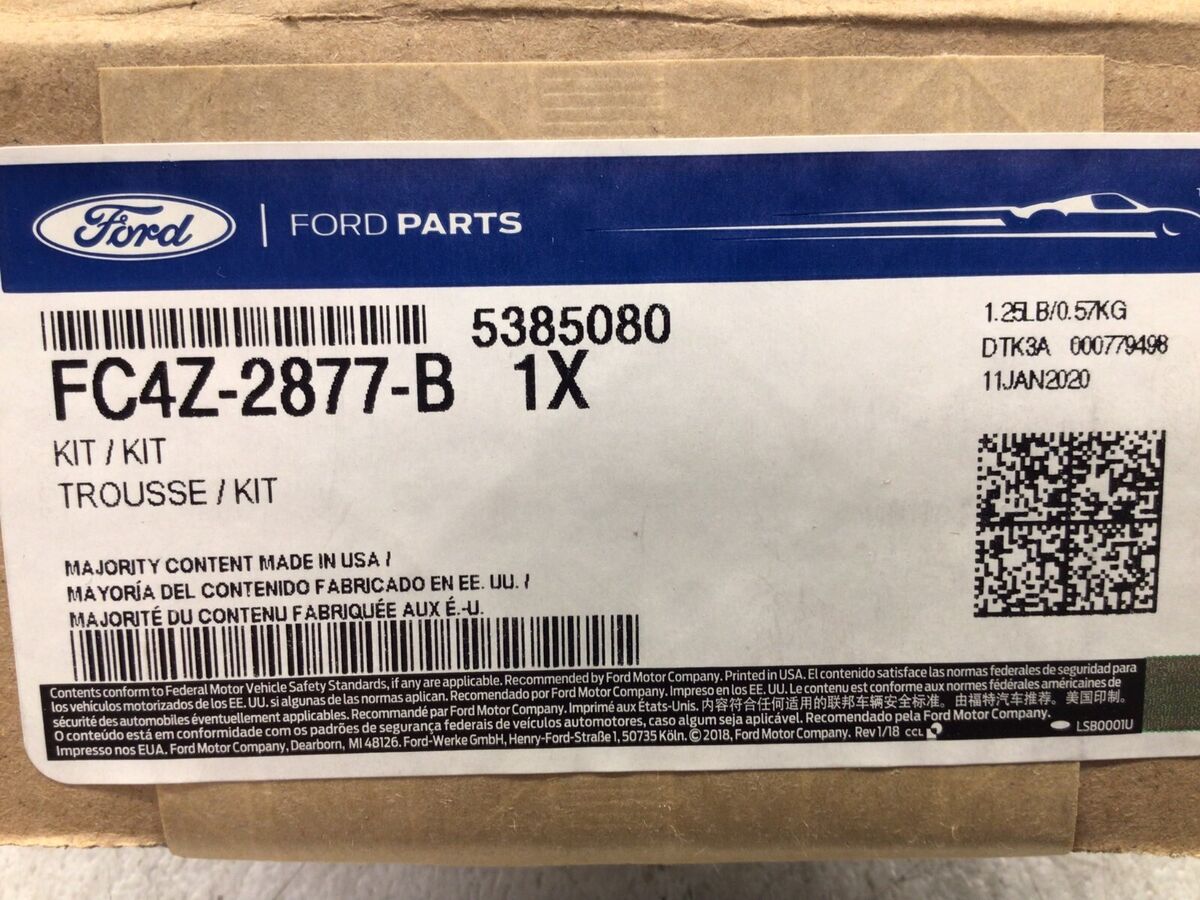 Ford | FORD PARTS
5385080
FC4Z-2877-B 1X
KIT / KIT
TROUSSE / KIT
1.25LB/0.57KG
DTK3A 000779498
11JAN2020
MAJORITY CONTENT MADE IN USA /
MAYORÍA DEL CONTENIDO FABRICADO EN EE. UU. /
MAJORITÉ DU CONTENU FABRIQUÉE AUX É.-U.
Contents conform to Federal Motor Vehicle Safety Standards, if any are applicable. Recommended by Ford Motor Company. Printed in USA. El contenido satisface las normas federales de seguridad para
los vehículos motorizados de los EE. UU. si algunas de las normas aplican. Recomendado por Ford Motor Company. Impreso en los EE. UU. Le contenu est conforme aux normes fédérales américaines de
sécurité des automobiles éventuellement applicables. Recommandé par Ford Motor Company. Imprimé aux États-Unis. 内容符合任何适用的联邦车辆安全标准。由福特汽车推荐。美国印制。
O conteúdo está em conformidade com os padrões de segurança federais de veículos automotores, caso algum seja aplicável. Recomendado pela Ford Motor Company.
Impresso nos EUA. Ford Motor Company, Dearborn, MI 48126. Ford-Werke GmbH, Henry-Ford-Straße 1, 50735 Köln. © 2018, Ford Motor Company. Rev 1/18 CCL
LSB0001U